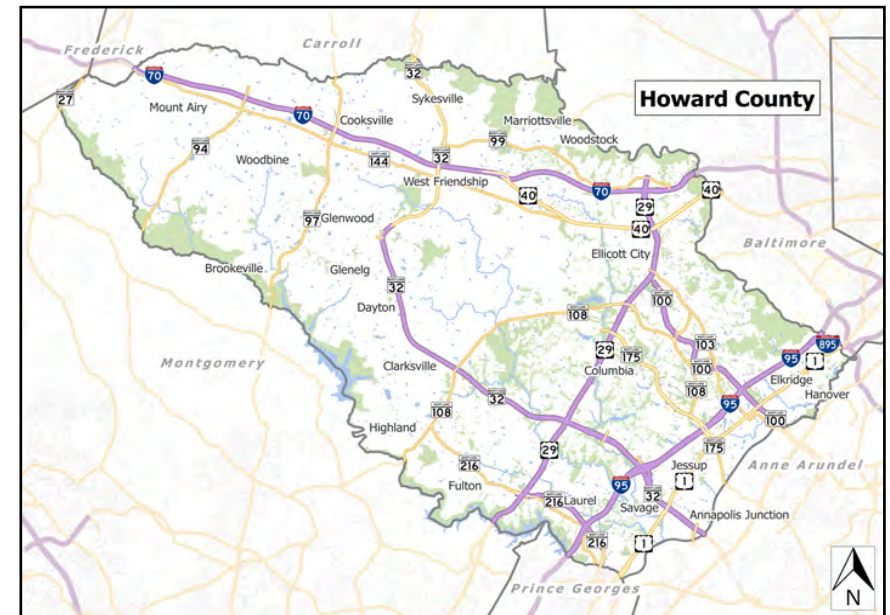 Frederick
Carroll
Howard County
70
32
27
Mount Airy
Sykesville
70
Cooksville
Marriottsville
94
99
Woodstock
Woodbine
144
32
West Friendship
70
40
40
29
97
Glenwood
40
Ellicott City
Baltimore
Brookeville
Glenelg
32
100
Dayton
108
Montgomery
29
175
103
895
95
1
Clarksville
Columbia
100
Elkridge
32
108
Hanover
108
95
100
Highland
29
175
216
Jessup
Anne Arundel
Fulton
95
1
216
Laurel
32
Savage
Annapolis Junction
216
1
Prince Georges
N